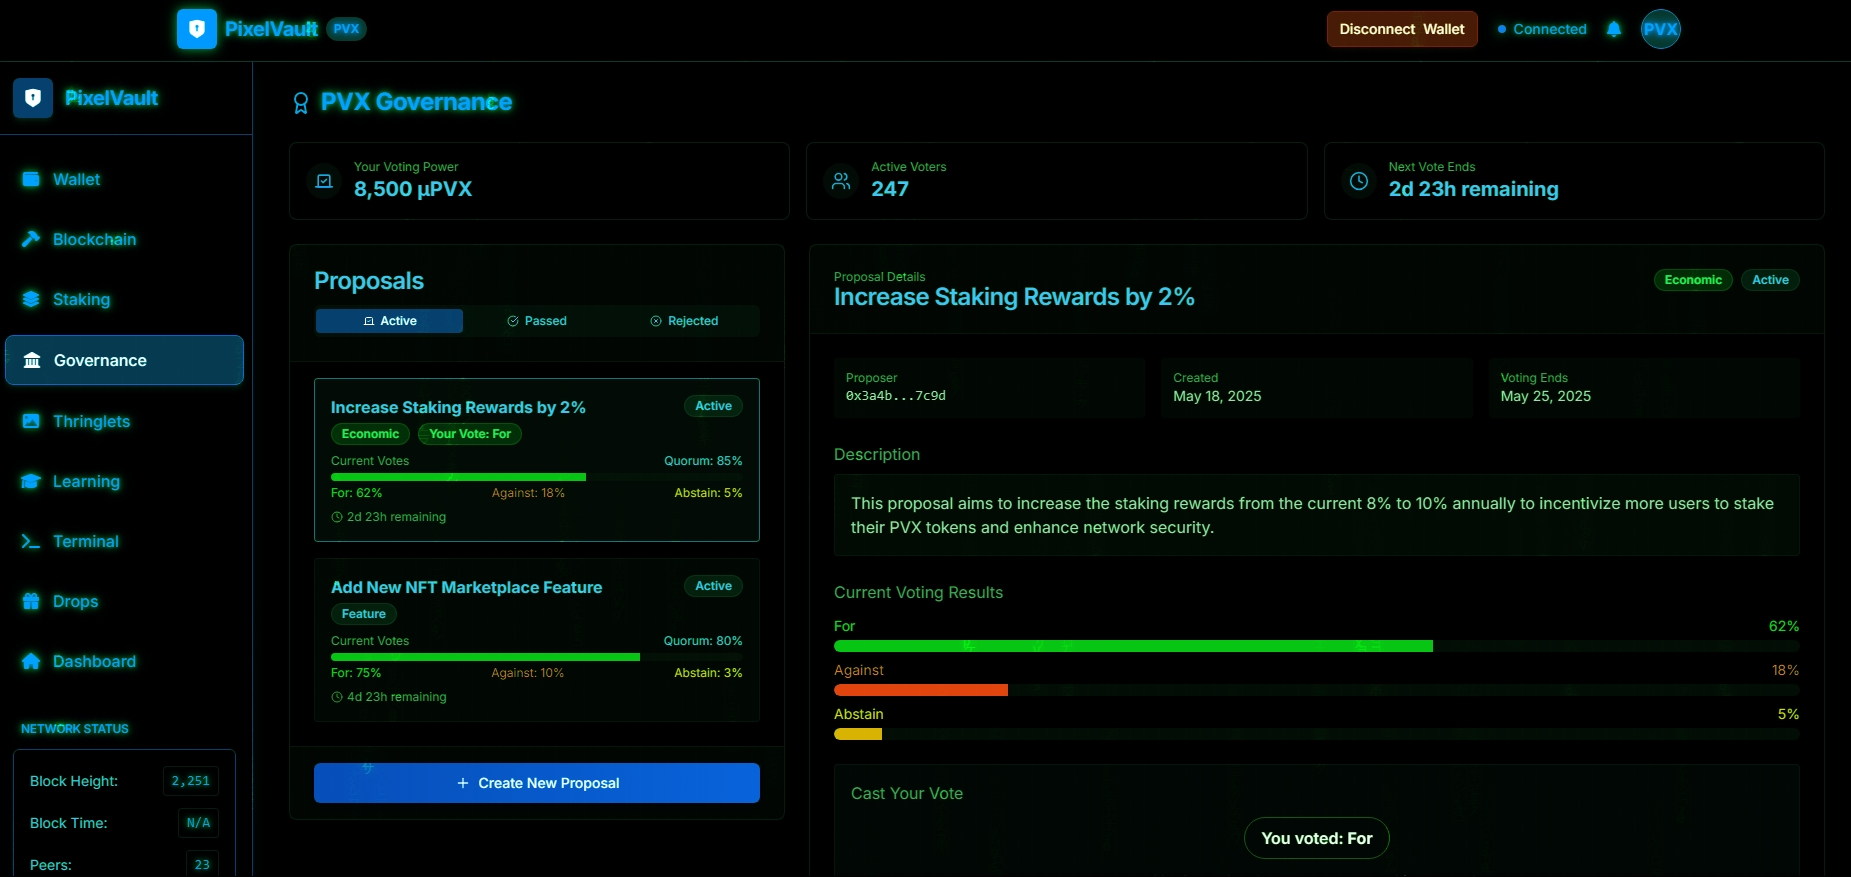 PixelVault PVX
Disconnect Wallet
Connected
PVX
PixelVault
Wallet
Blockchain
Staking
Governance
Thringlets
Learning
Terminal
Drops
Dashboard
NETWORK STATUS
Block Height: 2,251
Block Time: N/A
Peers: 23
PVX Governance
Your Voting Power
8,500 μPVX
Active Voters
247
Next Vote Ends
2d 23h remaining
Proposals
Active Passed Rejected
Increase Staking Rewards by 2% Active
Economic Your Vote: For
Current Votes Quorum: 85%
For: 62% Against: 18% Abstain: 5%
2d 23h remaining
Add New NFT Marketplace Feature Active
Feature
Current Votes Quorum: 80%
For: 75% Against: 10% Abstain: 3%
4d 23h remaining
+ Create New Proposal
Proposal Details
Increase Staking Rewards by 2%
Economic Active
Proposer
0x3a4b...7c9d
Created
May 18, 2025
Voting Ends
May 25, 2025
Description
This proposal aims to increase the staking rewards from the current 8% to 10% annually to incentivize more users to stake
their PVX tokens and enhance network security.
Current Voting Results
For 62%
Against 18%
Abstain 5%
Cast Your Vote
You voted: For